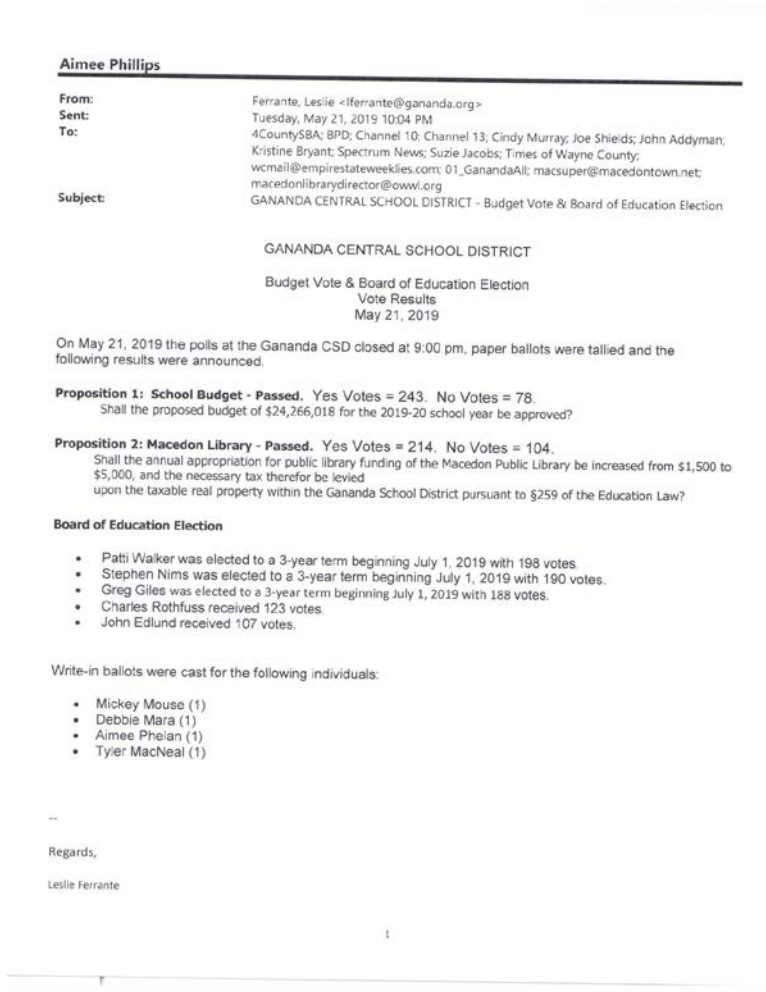 Aimee Phillips
From: Ferrante, Leslie <lferrante@gananda.org>
Sent: Tuesday, May 21, 2019 10:04 PM
To: 4CountySBA; BPD; Channel 10; Channel 13; Cindy Murray; Joe Shields; John Addyman;
Kristine Bryant; Spectrum News; Suzie Jacobs; Times of Wayne County;
wcmail@empirestateweeklies.com; 01_GanandaAll; macsuper@macedontown.net;
macedonlibrarydirector@owwl.org
Subject: GANANDA CENTRAL SCHOOL DISTRICT - Budget Vote & Board of Education Election
GANANDA CENTRAL SCHOOL DISTRICT
Budget Vote & Board of Education Election
Vote Results
May 21, 2019
On May 21, 2019 the polls at the Gananda CSD closed at 9:00 pm, paper ballots were tallied and the
following results were announced.
Proposition 1: School Budget - Passed. Yes Votes = 243. No Votes = 78.
Shall the proposed budget of $24,266,018 for the 2019-20 school year be approved?
Proposition 2: Macedon Library - Passed. Yes Votes = 214. No Votes = 104.
Shall the annual appropriation for public library funding of the Macedon Public Library be increased from $1,500 to
$5,000, and the necessary tax therefor be levied
upon the taxable real property within the Gananda School District pursuant to §259 of the Education Law?
Board of Education Election
• Patti Walker was elected to a 3-year term beginning July 1, 2019 with 198 votes.
• Stephen Nims was elected to a 3-year term beginning July 1, 2019 with 190 votes.
• Greg Giles was elected to a 3-year term beginning July 1, 2019 with 188 votes.
• Charles Rothfuss received 123 votes.
• John Edlund received 107 votes.
Write-in ballots were cast for the following individuals:
• Mickey Mouse (1)
• Debbie Mara (1)
• Aimee Phelan (1)
• Tyler MacNeal (1)
--
Regards,
Leslie Ferrante
1